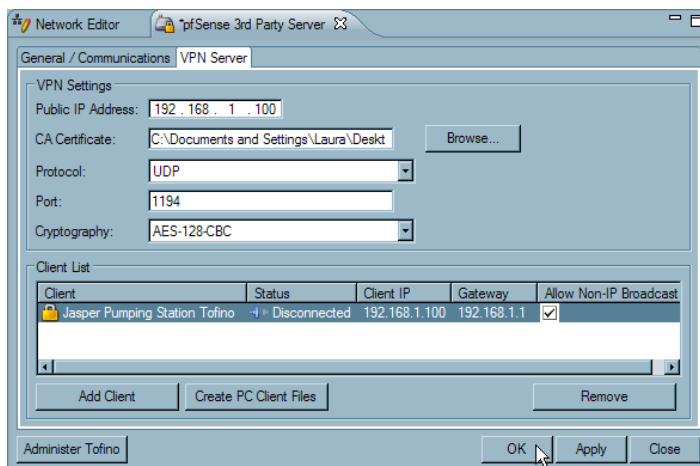 Network Editor *pfSense 3rd Party Server
General / Communications VPN Server
VPN Settings
Public IP Address: 192 . 168 . 1 . 100
CA Certificate: C:\Documents and Settings\Laura\Deskt Browse...
Protocol: UDP
Port: 1194
Cryptography: AES-128-CBC
Client List
Client Status Client IP Gateway Allow Non-IP Broadcast
Jasper Pumping Station Tofino Disconnected 192.168.1.100 192.168.1.1
Add Client Create PC Client Files Remove
Administer Tofino OK Apply Close